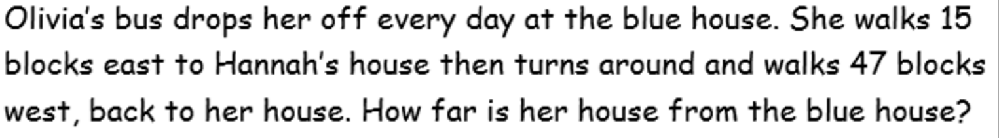 Olivia's bus drops her off every day at the blue house. She walks 15
blocks east to Hannah's house then turns around and walks 47 blocks
west, back to her house. How far is her house from the blue house?